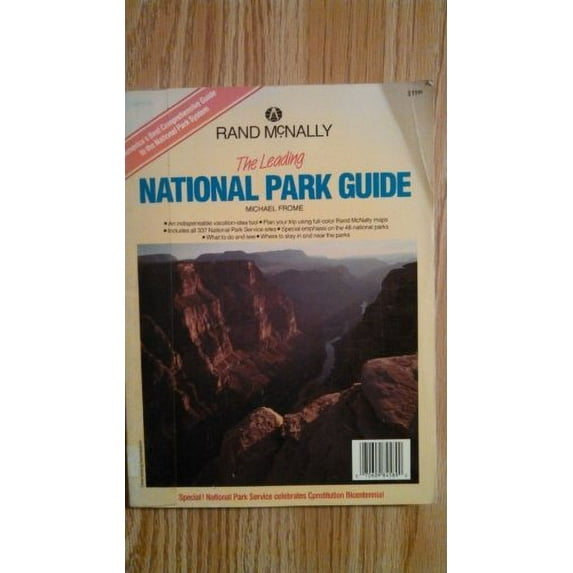 America's Best Comprehensive Guide
to the National Park System
RAND McNALLY
The Leading
NATIONAL PARK GUIDE
MICHAEL FROME
• An indispensable vacation-idea tool • Plan your trip using full-color Rand McNally maps
• Includes all 337 National Park Service sites • Special emphasis on the 48 national parks
• What to do and see • Where to stay in and near the parks
Special! National Park Service celebrates Constitution Bicentennial